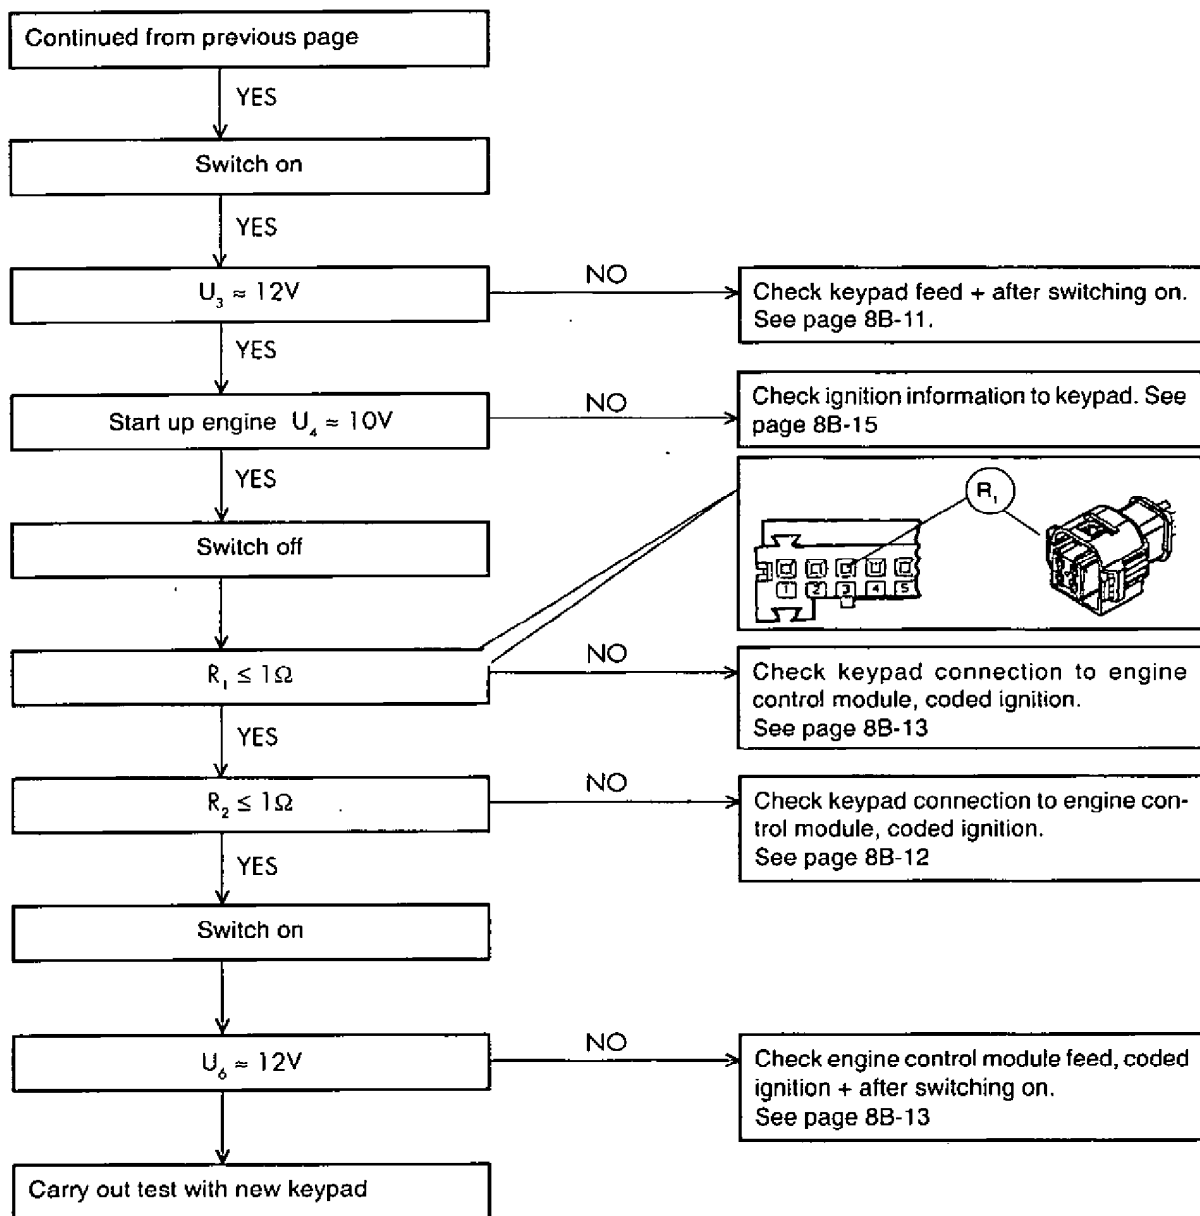 Continued from previous page
YES
Switch on
YES
U₃ ≈ 12V
NO
Check keypad feed + after switching on.
See page 8B-11.
YES
Start up engine U₄ ≈ 10V
NO
Check ignition information to keypad. See
page 8B-15
YES
Switch off
R₁
1 2 3 4 5
R₁ ≤ 1Ω
NO
Check keypad connection to engine
control module, coded ignition.
See page 8B-13
YES
R₂ ≤ 1Ω
NO
Check keypad connection to engine con-
trol module, coded ignition.
See page 8B-12
YES
Switch on
U₆ ≈ 12V
NO
Check engine control module feed, coded
ignition + after switching on.
See page 8B-13
Carry out test with new keypad